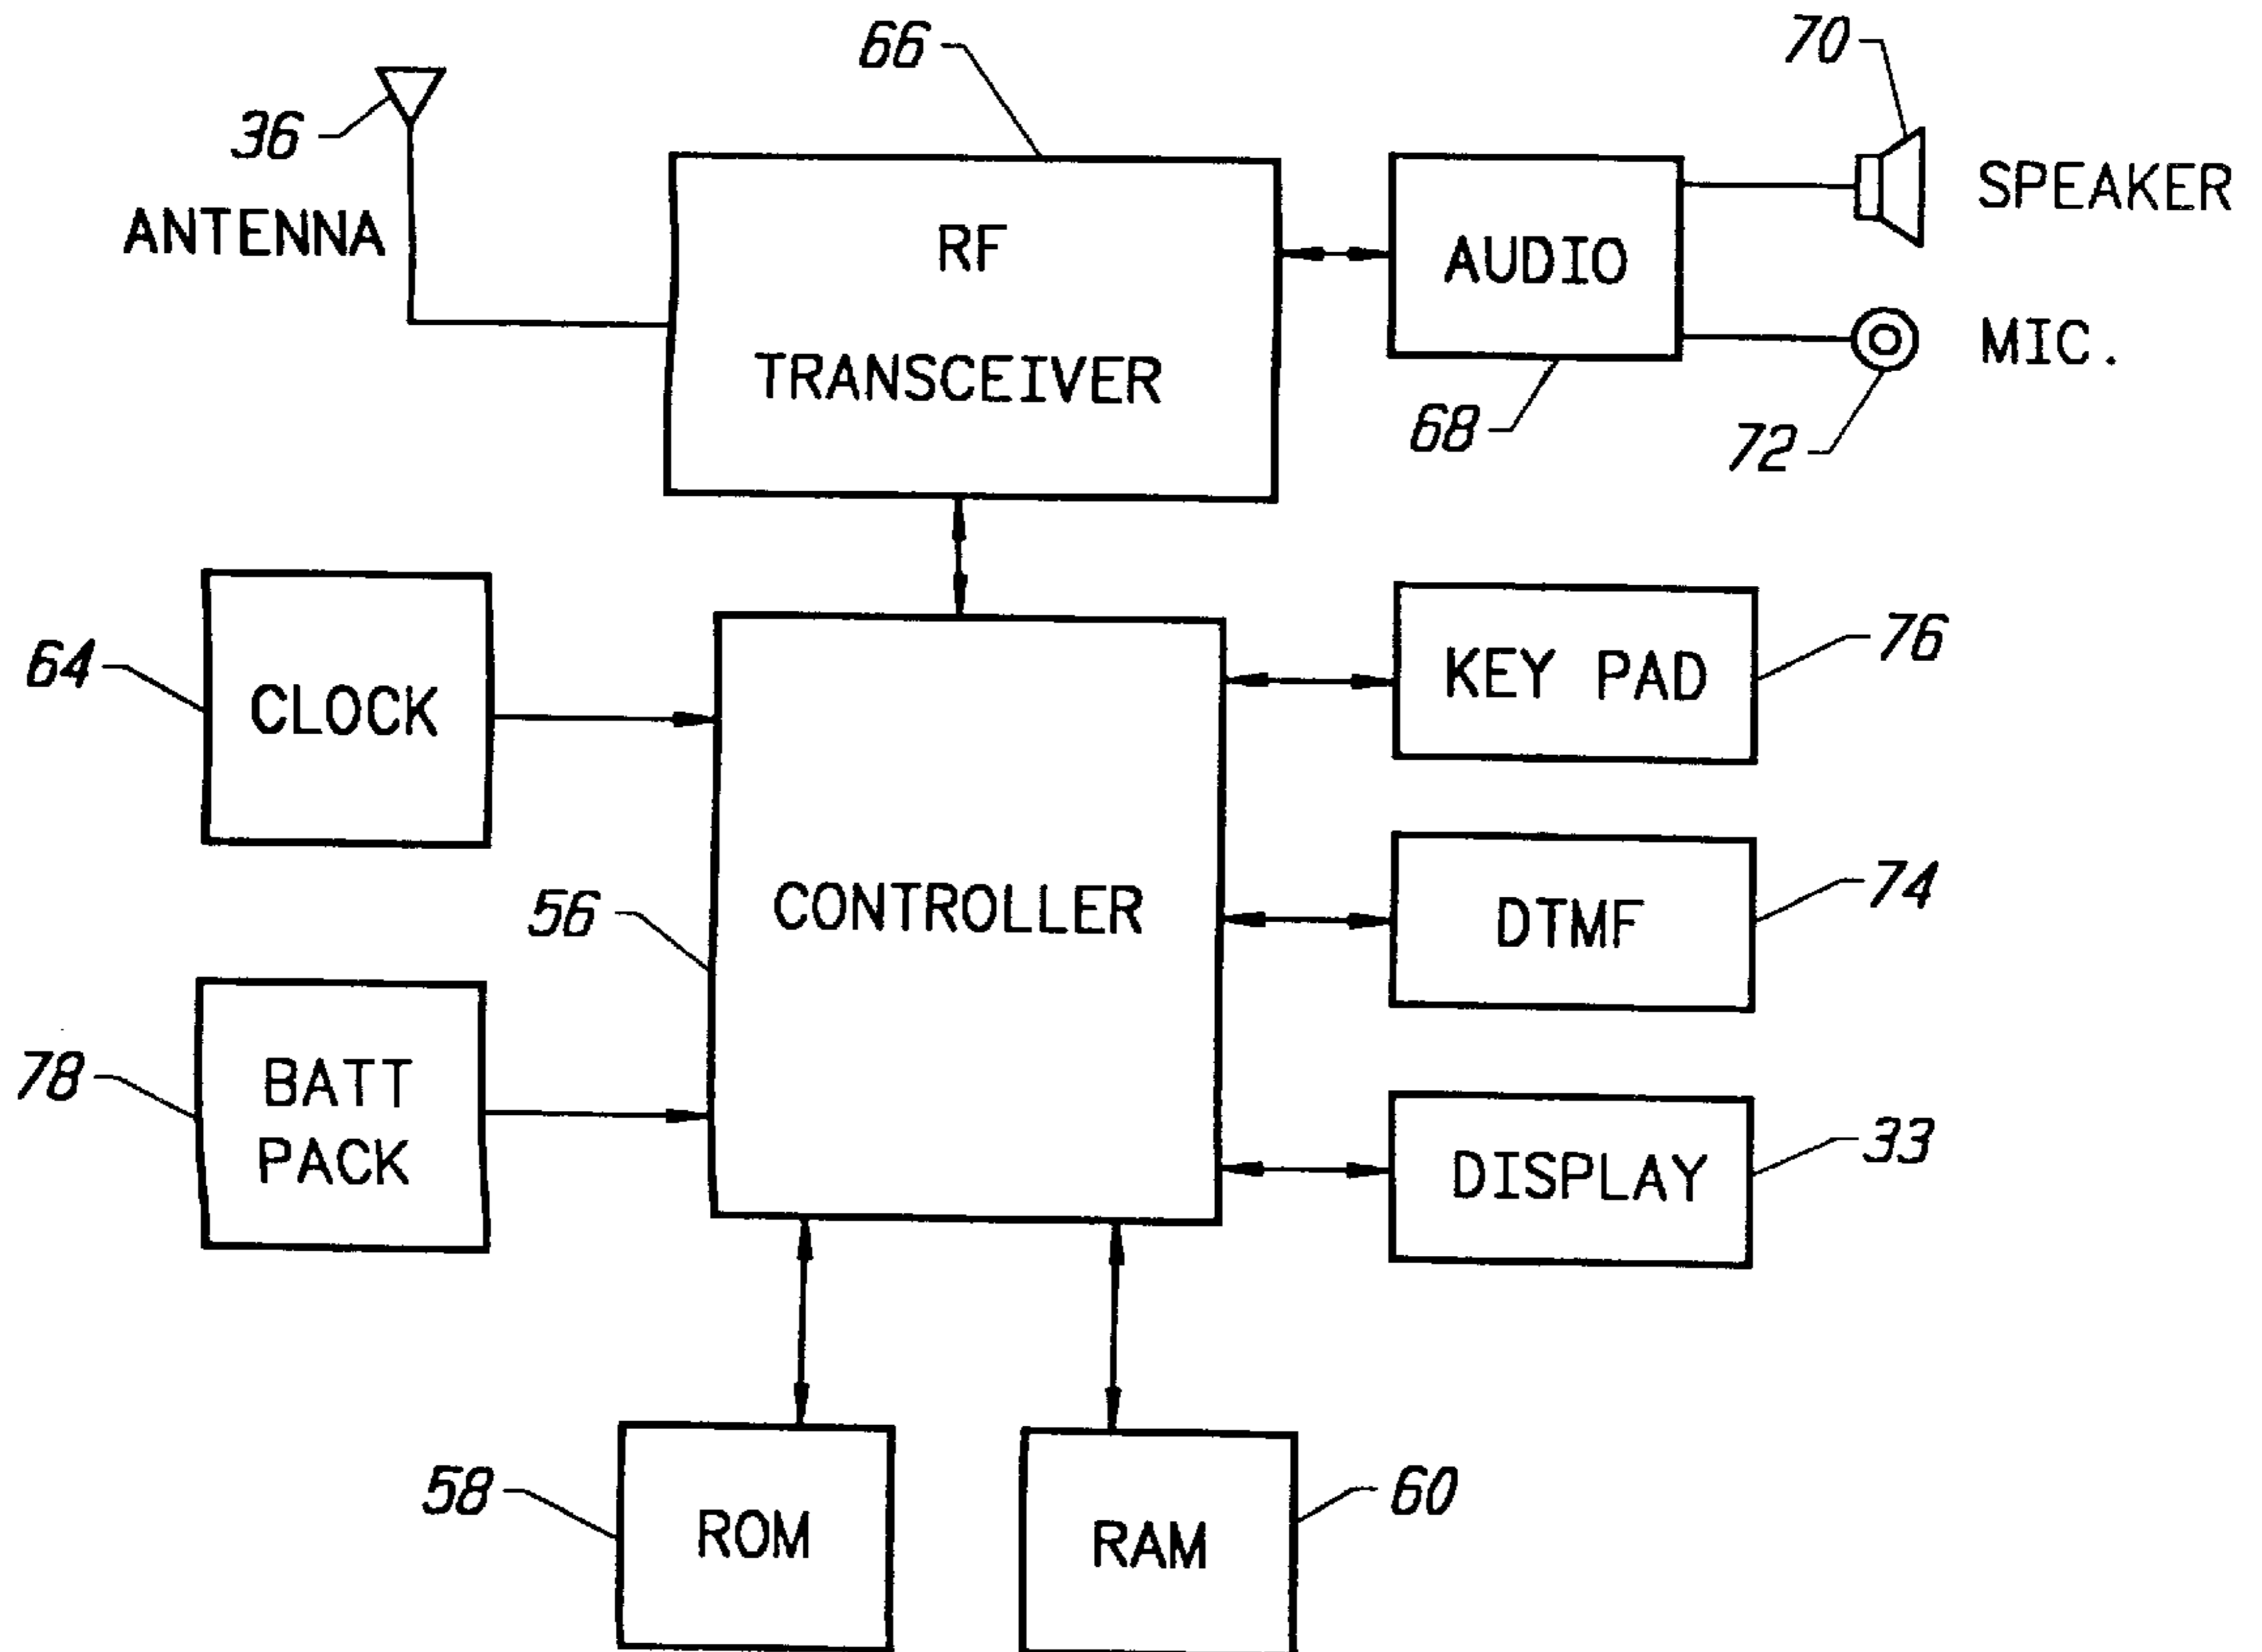 66
70
36
ANTENNA
RF
TRANSCEIVER
AUDIO
SPEAKER
MIC.
68
72
64
CLOCK
KEY PAD
76
56
CONTROLLER
DTMF
74
78
BATT
PACK
DISPLAY
33
58
ROM
RAM
60